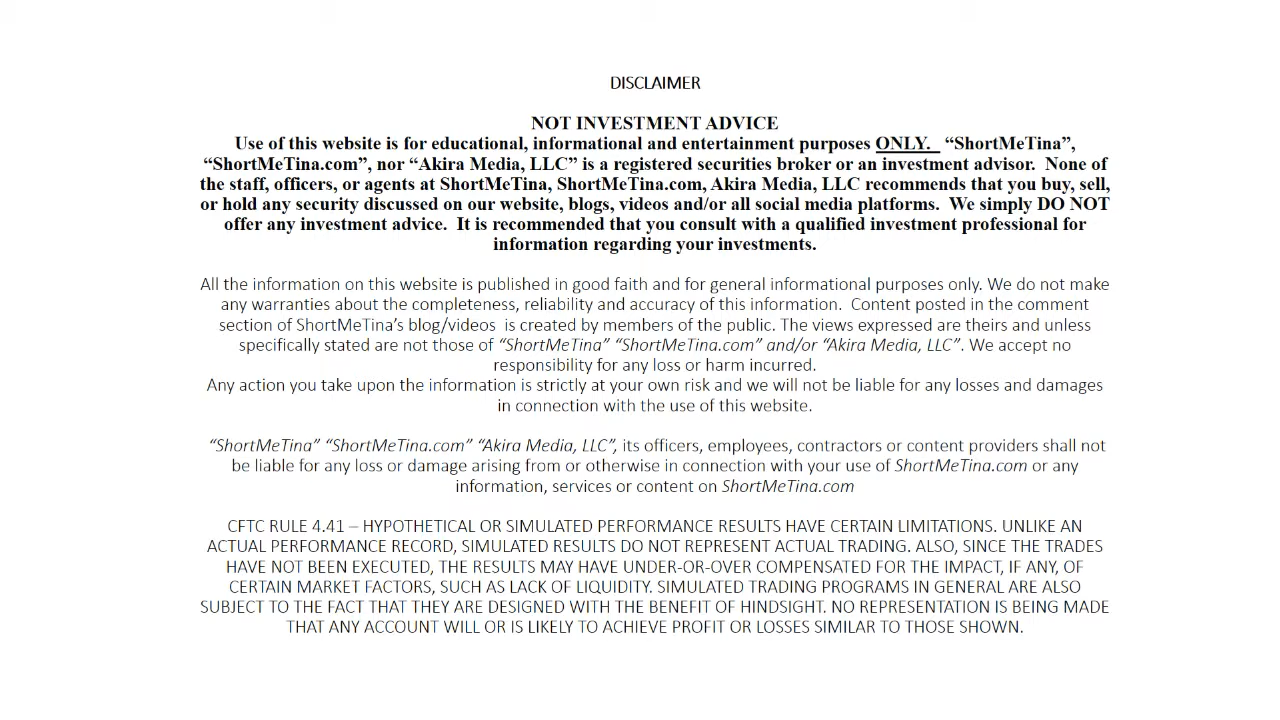 DISCLAIMER
NOT INVESTMENT ADVICE
Use of this website is for educational, informational and entertainment purposes ONLY. “ShortMeTina”,
“ShortMeTina.com”, nor “Akira Media, LLC” is a registered securities broker or an investment advisor. None of
the staff, officers, or agents at ShortMeTina, ShortMeTina.com, Akira Media, LLC recommends that you buy, sell,
or hold any security discussed on our website, blogs, videos and/or all social media platforms. We simply DO NOT
offer any investment advice. It is recommended that you consult with a qualified investment professional for
information regarding your investments.
All the information on this website is published in good faith and for general informational purposes only. We do not make
any warranties about the completeness, reliability and accuracy of this information. Content posted in the comment
section of ShortMeTina’s blog/videos is created by members of the public. The views expressed are theirs and unless
specifically stated are not those of “ShortMeTina” “ShortMeTina.com” and/or “Akira Media, LLC”. We accept no
responsibility for any loss or harm incurred.
Any action you take upon the information is strictly at your own risk and we will not be liable for any losses and damages
in connection with the use of this website.
“ShortMeTina” “ShortMeTina.com” “Akira Media, LLC”, its officers, employees, contractors or content providers shall not
be liable for any loss or damage arising from or otherwise in connection with your use of ShortMeTina.com or any
information, services or content on ShortMeTina.com
CFTC RULE 4.41 – HYPOTHETICAL OR SIMULATED PERFORMANCE RESULTS HAVE CERTAIN LIMITATIONS. UNLIKE AN
ACTUAL PERFORMANCE RECORD, SIMULATED RESULTS DO NOT REPRESENT ACTUAL TRADING. ALSO, SINCE THE TRADES
HAVE NOT BEEN EXECUTED, THE RESULTS MAY HAVE UNDER-OR-OVER COMPENSATED FOR THE IMPACT, IF ANY, OF
CERTAIN MARKET FACTORS, SUCH AS LACK OF LIQUIDITY. SIMULATED TRADING PROGRAMS IN GENERAL ARE ALSO
SUBJECT TO THE FACT THAT THEY ARE DESIGNED WITH THE BENEFIT OF HINDSIGHT. NO REPRESENTATION IS BEING MADE
THAT ANY ACCOUNT WILL OR IS LIKELY TO ACHIEVE PROFIT OR LOSSES SIMILAR TO THOSE SHOWN.